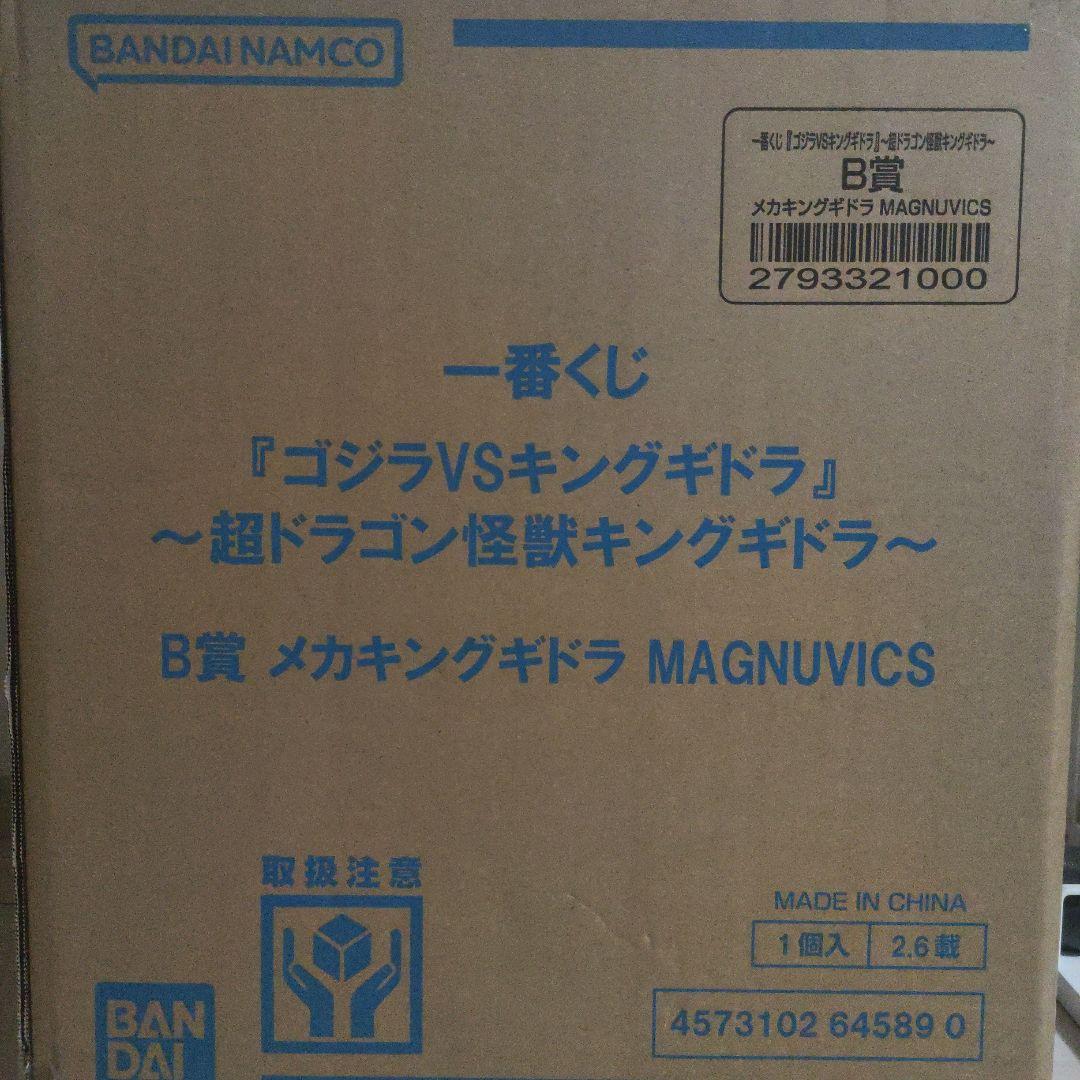 BANDAI NAMCO
一番くじ『ゴジラVSキングギドラ』~超ドラゴン怪獣キングギドラ~
B賞
メカキングギドラ MAGNUVICS
2793321000
一番くじ
『ゴジラVSキングギドラ』
~超ドラゴン怪獣キングギドラ~
B賞 メカキングギドラ MAGNUVICS
取扱注意
MADE IN CHINA
1個入 2.6載
4573102 64589 0
BAN
DAI